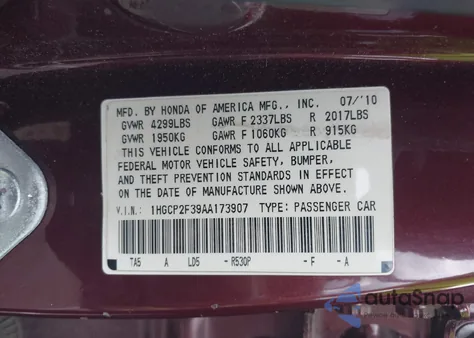 MFD. BY HONDA OF AMERICA MFG., INC. 07/'10
GVWR 4299LBS GAWR F 2337LBS R 2017LBS
GVWR 1950KG GAWR F 1060KG R 915KG
THIS VEHICLE CONFORMS TO ALL APPLICABLE
FEDERAL MOTOR VEHICLE SAFETY, BUMPER,
AND THEFT PREVENTION STANDARDS IN EFFECT
ON THE DATE OF MANUFACTURE SHOWN ABOVE.
V.I.N.: 1HGCP2F39AA173907 TYPE: PASSENGER CAR
TA5 A LD5 - R530P - F - A
autoSnap